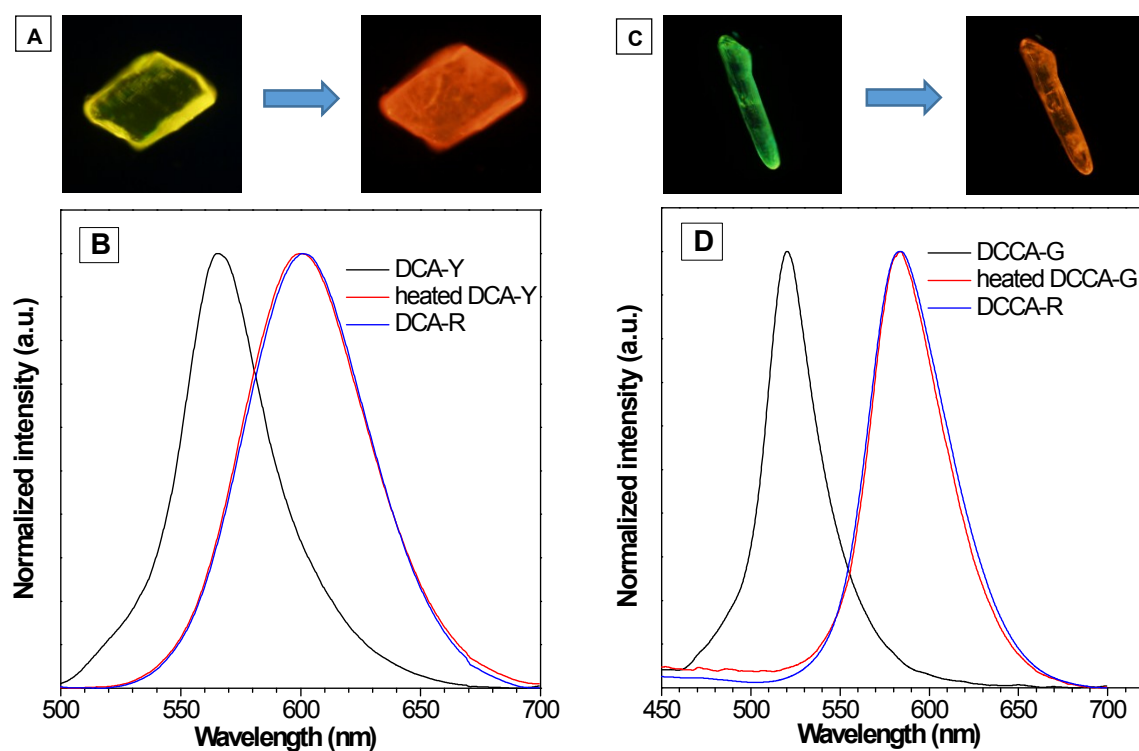 A
C
B
DCA-Y
heated DCA-Y
DCA-R
Normalized intensity (a.u.)
500 550 600 650 700
Wavelength (nm)
D
DCCA-G
heated DCCA-G
DCCA-R
Normalized intensity (a.u.)
450 500 550 600 650 700
Wavelength (nm)